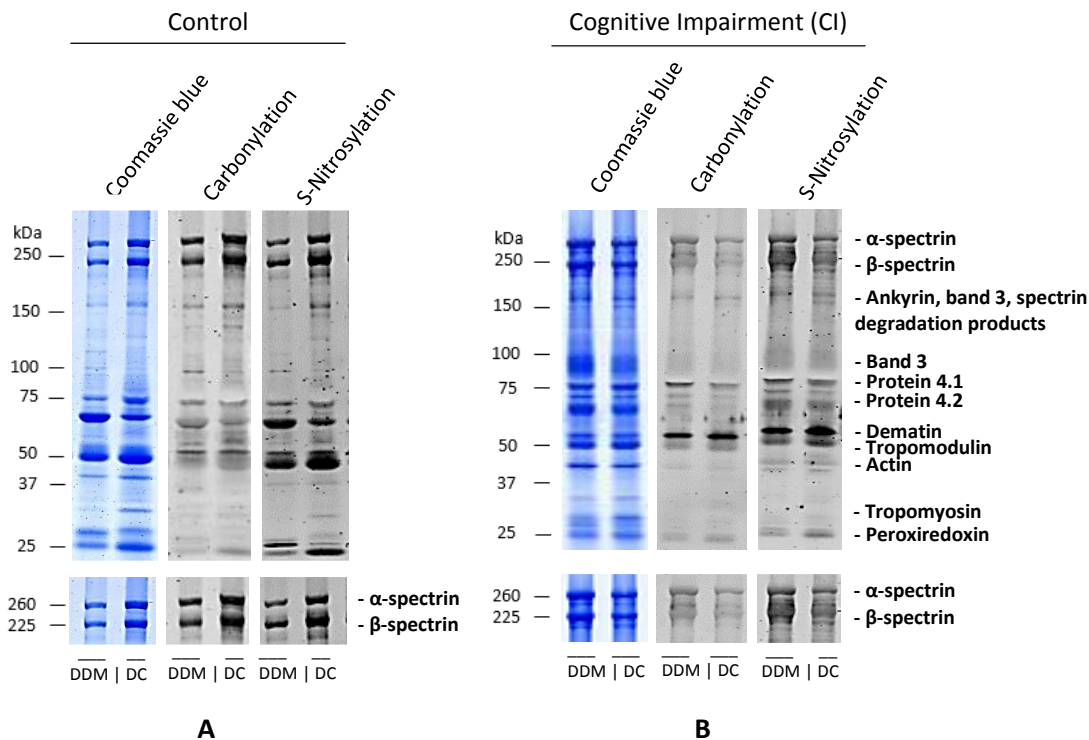 Control
Coomassie blue
Carbonylation
S-Nitrosylation
kDa
250
150
100
75
50
37
25
260
225
- α-spectrin
- β-spectrin
DDM | DC
DDM | DC
DDM | DC
A
Cognitive Impairment (CI)
Coomassie blue
Carbonylation
S-Nitrosylation
kDa
250
150
100
75
50
37
25
- α-spectrin
- β-spectrin
- Ankyrin, band 3, spectrin
degradation products
- Band 3
- Protein 4.1
- Protein 4.2
- Dematin
- Tropomodulin
- Actin
- Tropomyosin
- Peroxiredoxin
260
225
- α-spectrin
- β-spectrin
DDM | DC
DDM | DC
DDM | DC
B